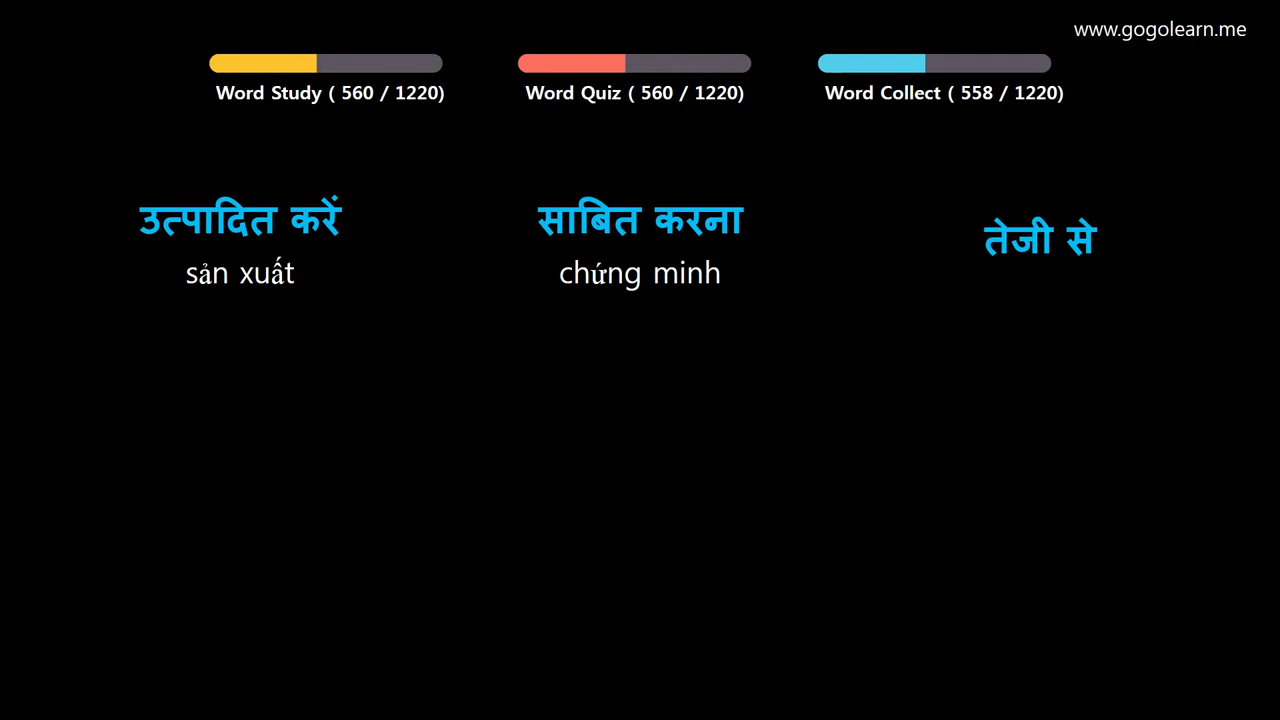 www.gogolearn.me
Word Study ( 560 / 1220)
Word Quiz ( 560 / 1220)
Word Collect ( 558 / 1220)
उत्पादित करें
sản xuất
साबित करना
chứng minh
तेजी से